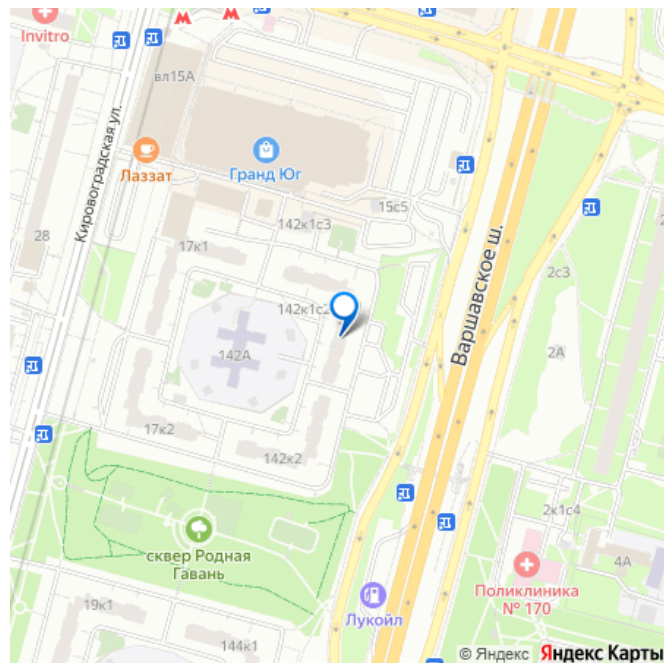 Invitro
М
М
вл15А
Кировоградская ул.
Лаззат
Гранд Юг
15с5
142к1с3
28
17к1
Варшавское ш.
2с3
142к1с2
142А
2А
17к2
142к2
2к1с4
сквер Родная
Гавань
4А
Поликлиника
№ 170
Лукойл
19к1
144к1
© Яндекс Яндекс Карты